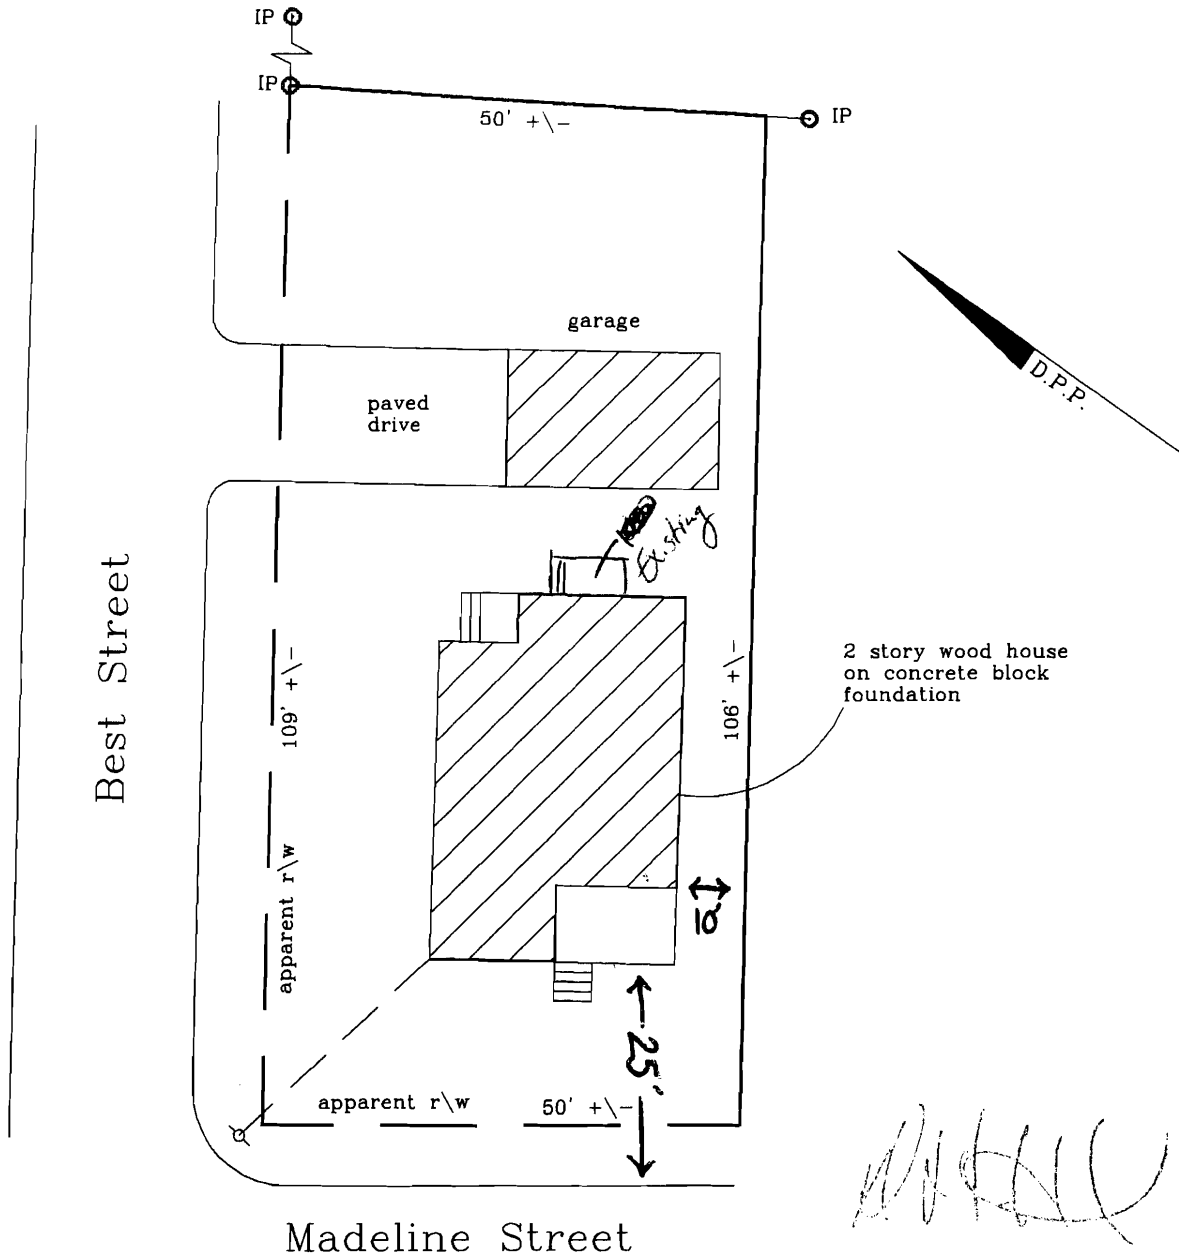 IP
IP
50' +\-
IP
garage
paved
drive
D.P.P.
Existing
Best Street
109' +\-
106' +\-
2 story wood house
on concrete block
foundation
apparent r\w
25'
apparent r\w
50' +\-
Madeline Street